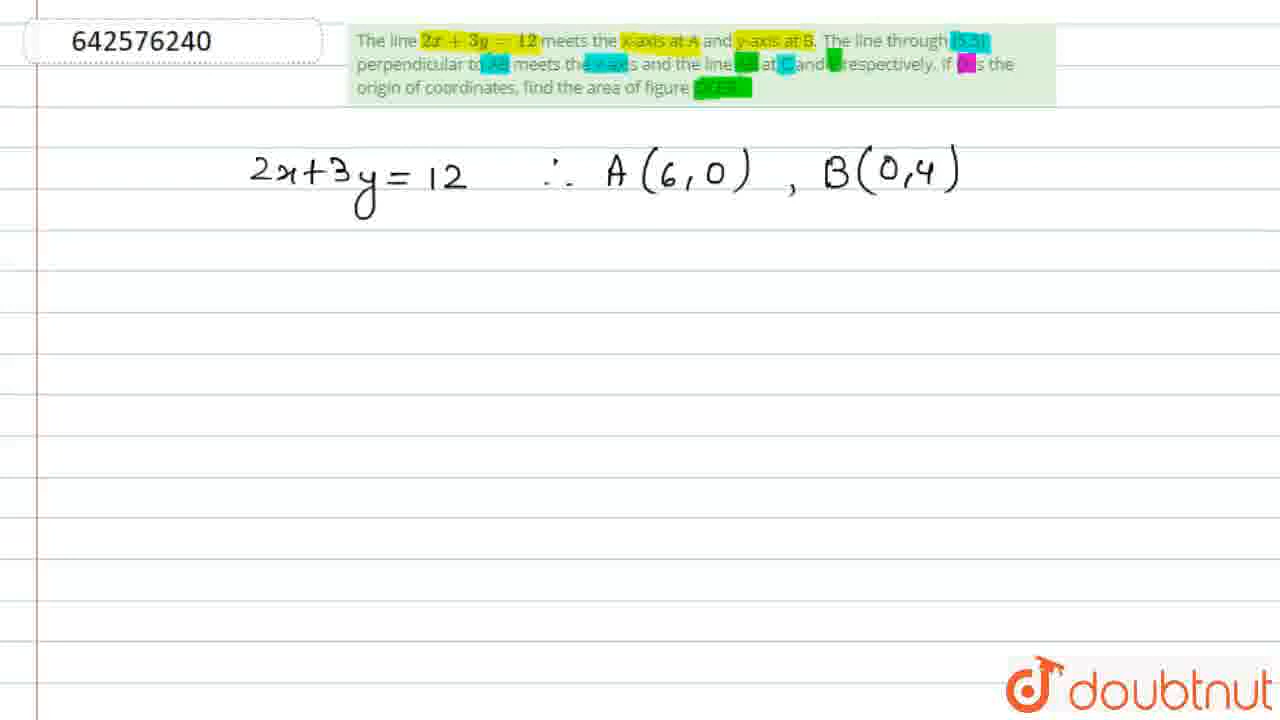 642576240
The line 2x + 3y = 12 meets the x-axis at A and y-axis at B. The line through (5,5)
perpendicular to AB meets the x-axis and the line AB at C and E respectively. If O is the
origin of coordinates, find the area of figure
2x+3y=12 ∴ A(6,0) , B(0,4)
doubtnut